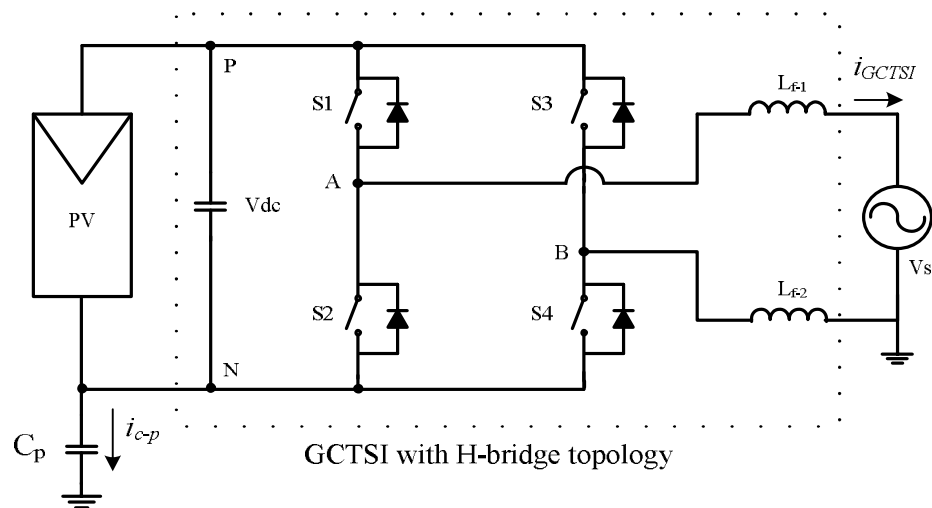 P
i_GCTSI
L_f-1
S1
S3
A
PV
Vdc
B
Vs
L_f-2
S2
S4
N
i_c-p
C_p
GCTSI with H-bridge topology